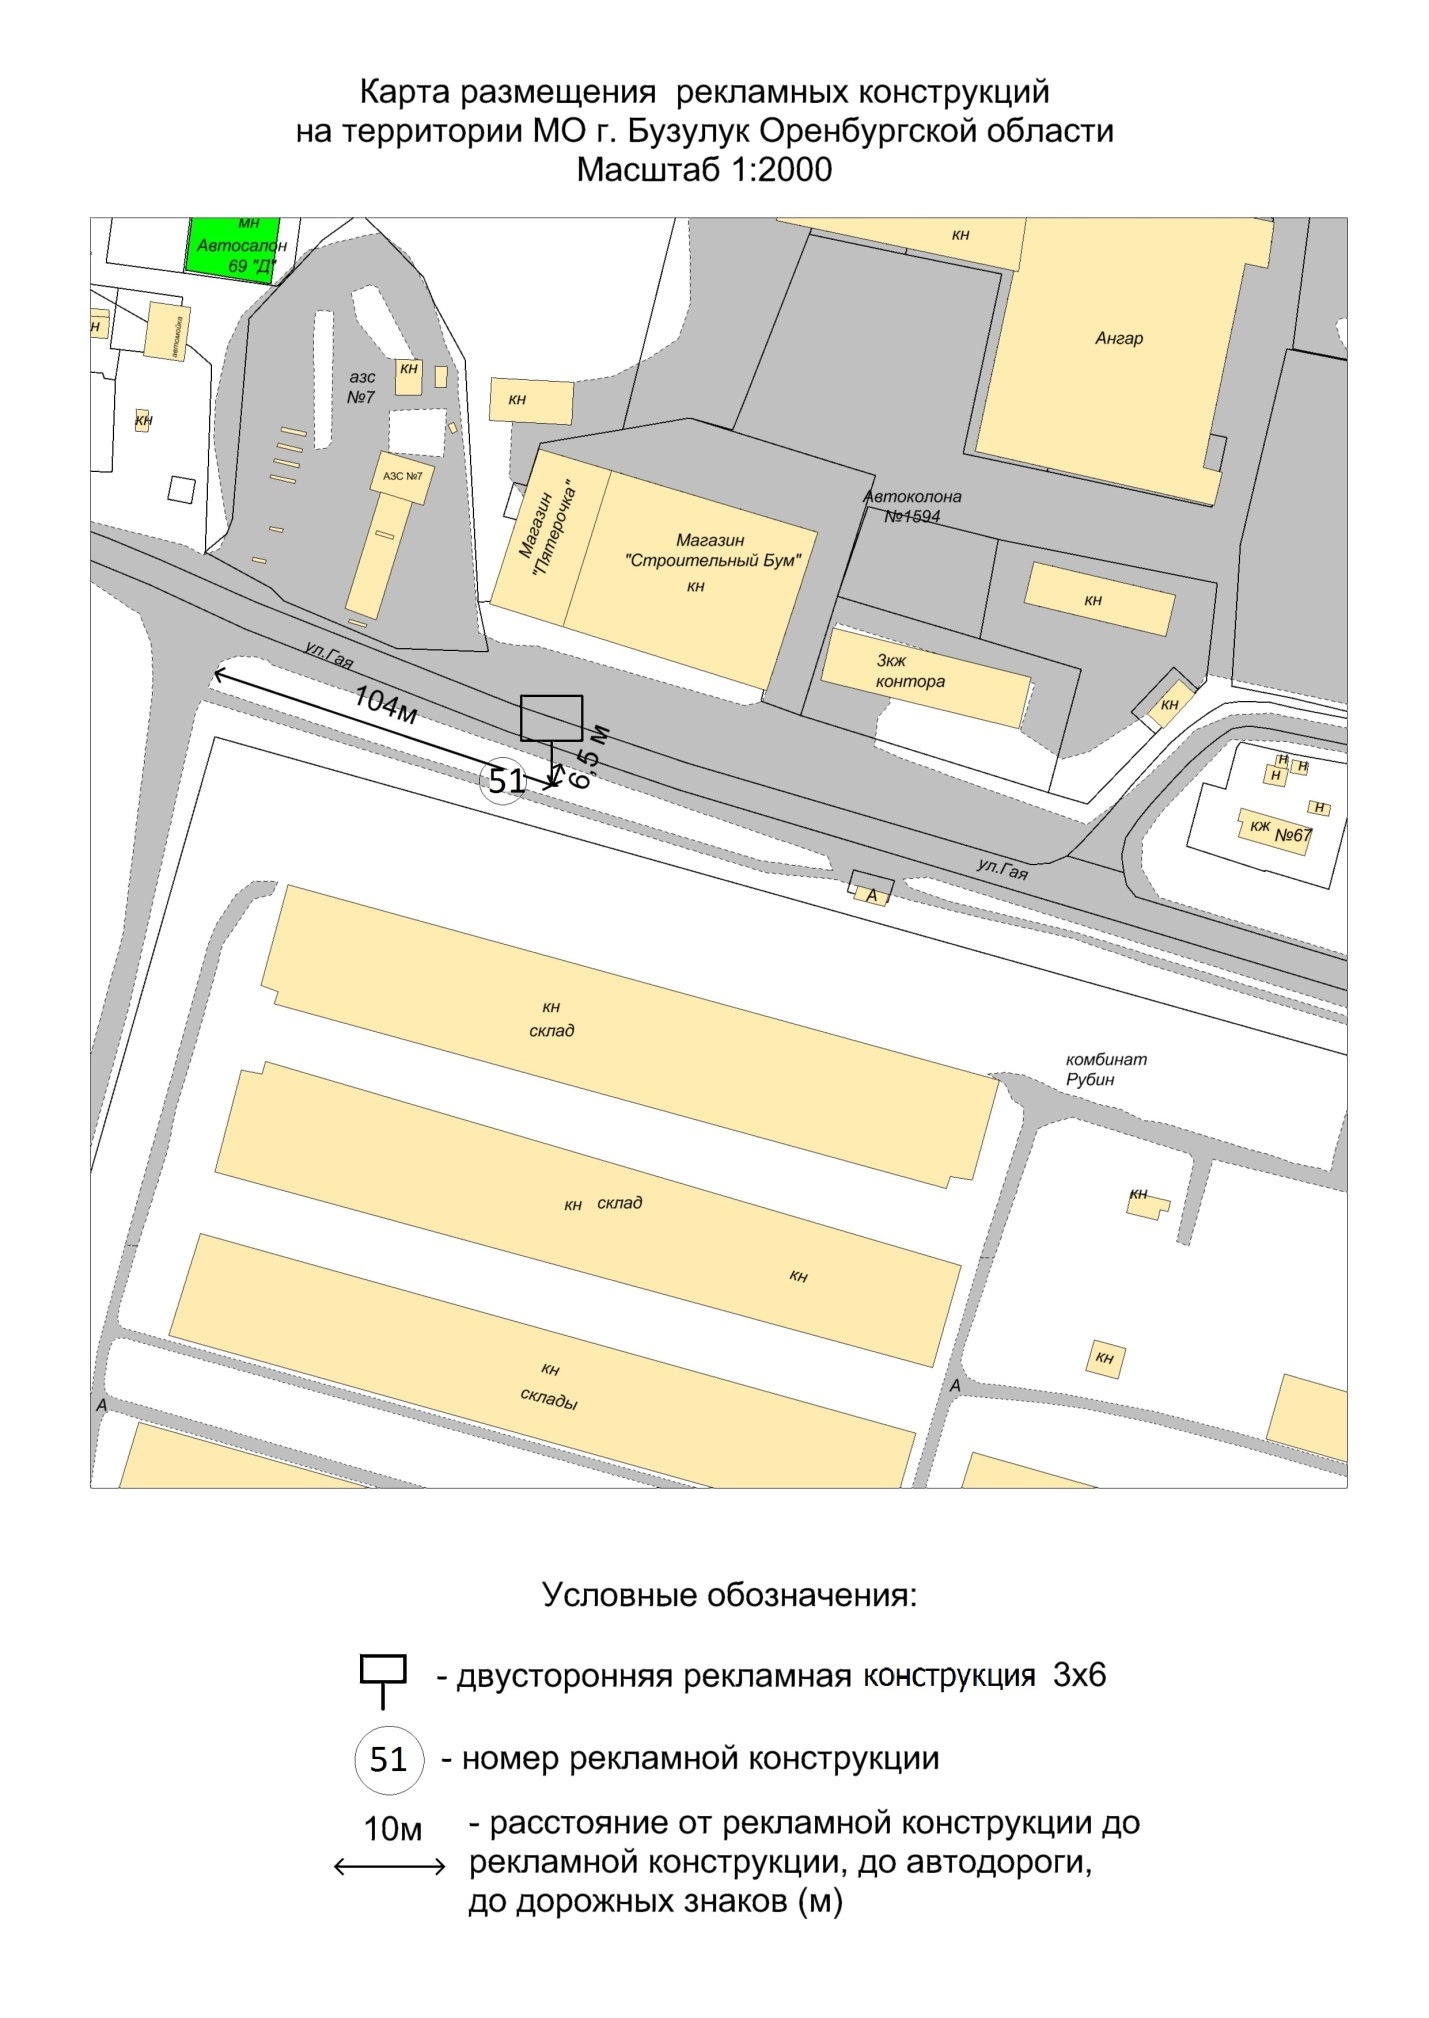 Карта размещения рекламных конструкций
на территории МО г. Бузулук Оренбургской области
Масштаб 1:2000
мн
Автосалон
69 "Д"
кн
Ангар
н
автомойка
кн
азс
№7
кн
кн
АЗС №7
Магазин
"Пятерочка"
Магазин
"Строительный Бум"
кн
Автоколона
№1594
кн
3кж
контора
кн
ул.Гая
104м
6,5 м
51
н
н
н
н
кж №67
ул.Гая
А
кн
склад
комбинат
Рубин
кн
кн склад
кн
кн
кн
склады
А
А
Условные обозначения:
- двусторонняя рекламная конструкция 3х6
51 - номер рекламной конструкции
10м - расстояние от рекламной конструкции до
рекламной конструкции, до автодороги,
до дорожных знаков (м)